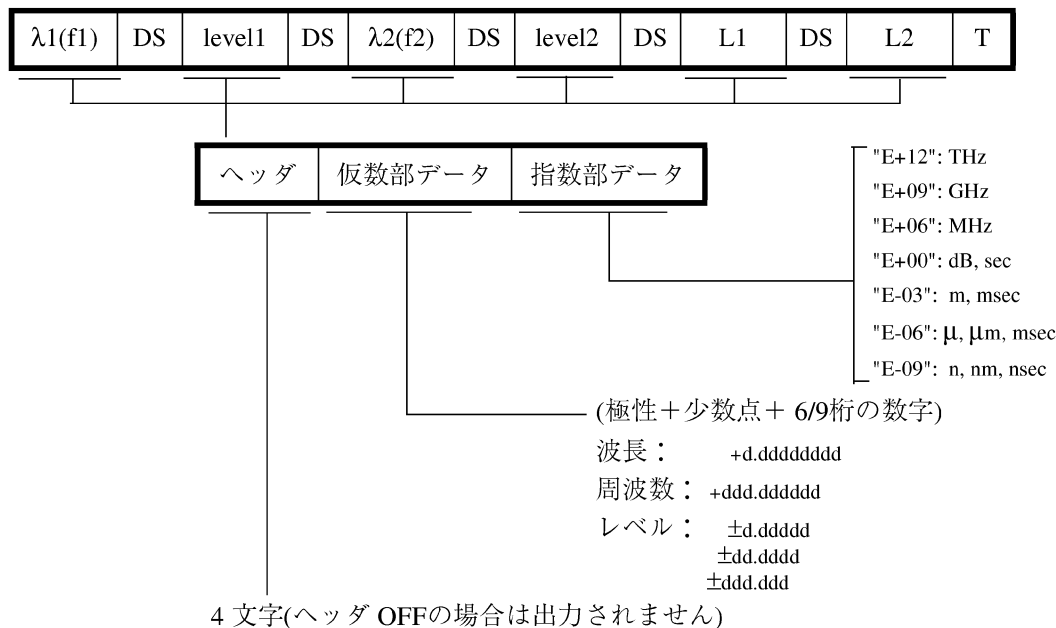 λ1(f1) DS level1 DS λ2(f2) DS level2 DS L1 DS L2 T
ヘッダ 仮数部データ 指数部データ
"E+12": THz
"E+09": GHz
"E+06": MHz
"E+00": dB, sec
"E-03": m, msec
"E-06": μ, μm, msec
"E-09": n, nm, nsec
(極性＋少数点＋ 6/9桁の数字)
波長： +d.dddddddd
周波数： +ddd.dddddd
レベル： ±d.ddddd
±dd.dddd
±ddd.ddd
4 文字(ヘッダ OFFの場合は出力されません)